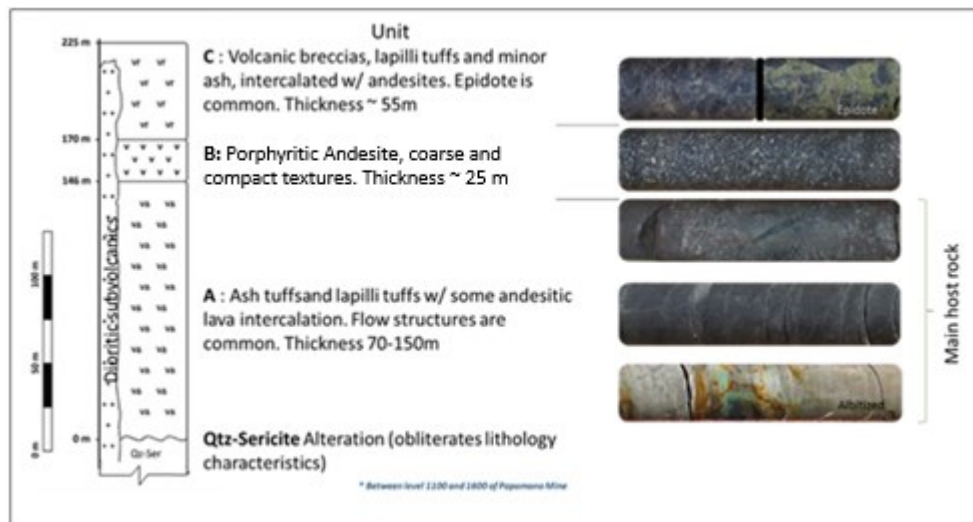 Unit
225 m
C : Volcanic breccias, lapilli tuffs and minor
ash, intercalated w/ andesites. Epidote is
common. Thickness ~ 55m
Epidote
170 m
B: Porphyritic Andesite, coarse and
compact textures. Thickness ~ 25 m
146 m
A : Ash tuffsand lapilli tuffs w/ some andesitic
lava intercalation. Flow structures are
common. Thickness 70-150m
Albitized
Main host rock
Dioritic subvolcanics
100 m
50 m
0 m
0 m
Qz-Ser
Qtz-Sericite Alteration (obliterates lithology
characteristics)
* Between level 1100 and 1600 of Papomono Mine